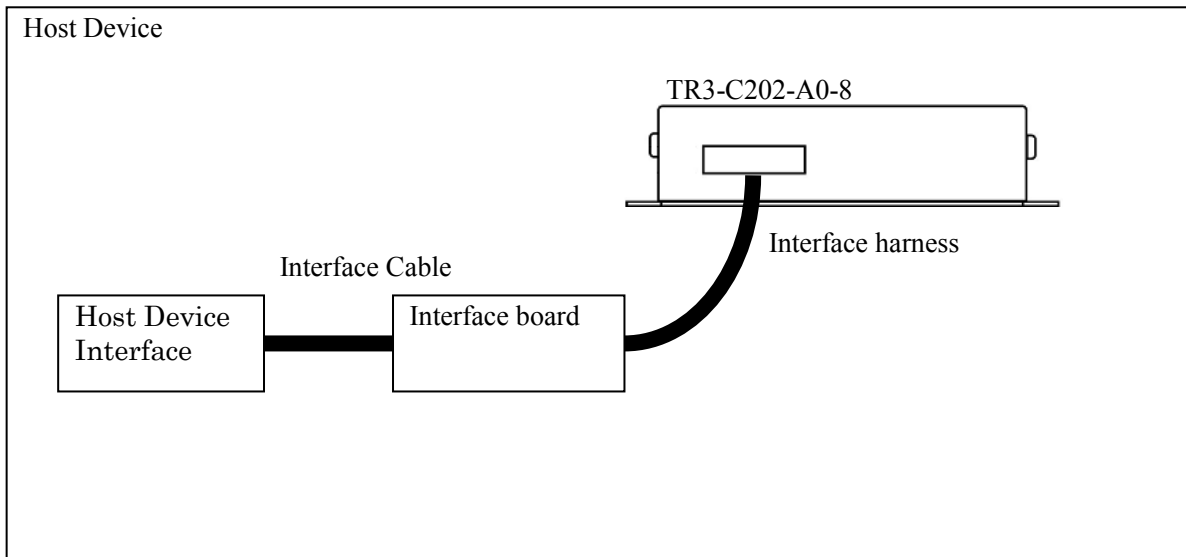 Host Device
TR3-C202-A0-8
Interface harness
Interface Cable
Host Device
Interface
Interface board